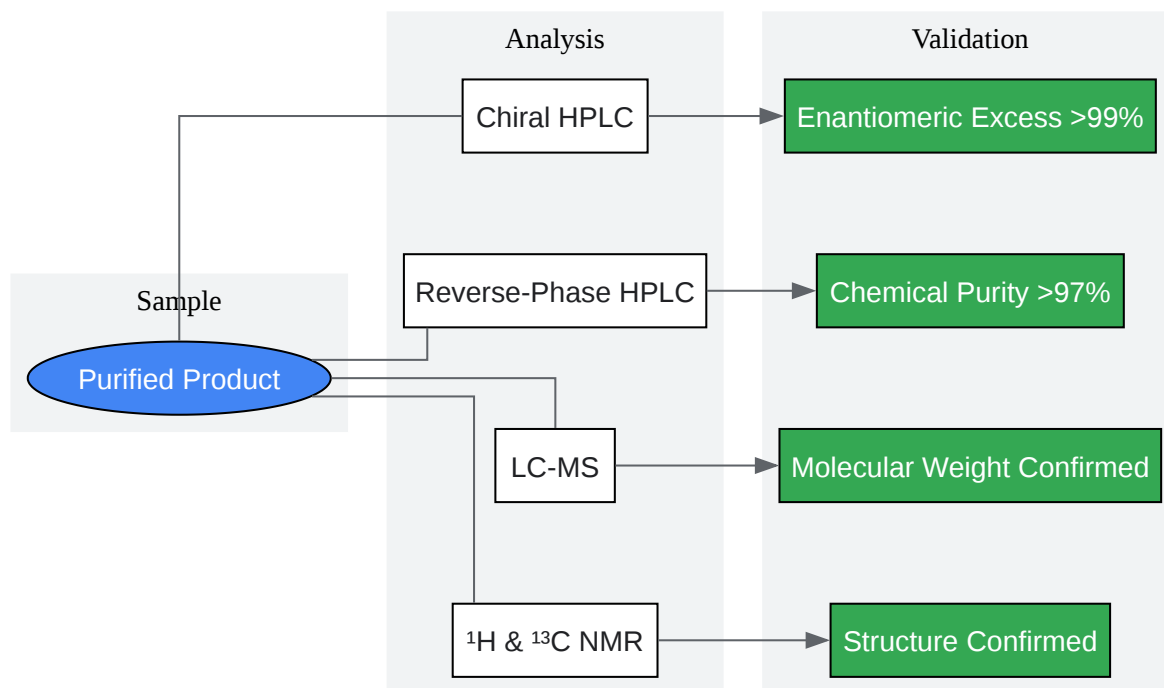 Sample
Purified Product
Analysis
Chiral HPLC
Reverse-Phase HPLC
LC-MS
¹H & ¹³C NMR
Validation
Enantiomeric Excess >99%
Chemical Purity >97%
Molecular Weight Confirmed
Structure Confirmed